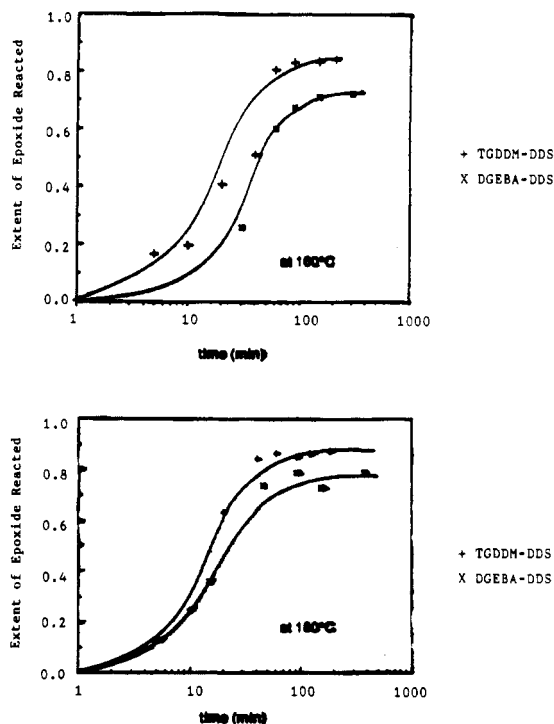 Extent of Epoxide Reacted
1.0
0.8
0.6
0.4
0.2
0.0
1
10
100
1000
time (min)
at
+ TGDDM-DDS
X DGEBA-DDS
Extent of Epoxide Reacted
1.0
0.8
0.6
0.4
0.2
0.0
1
10
100
1000
time (min)
at
+ TGDDM-DDS
X DGEBA-DDS